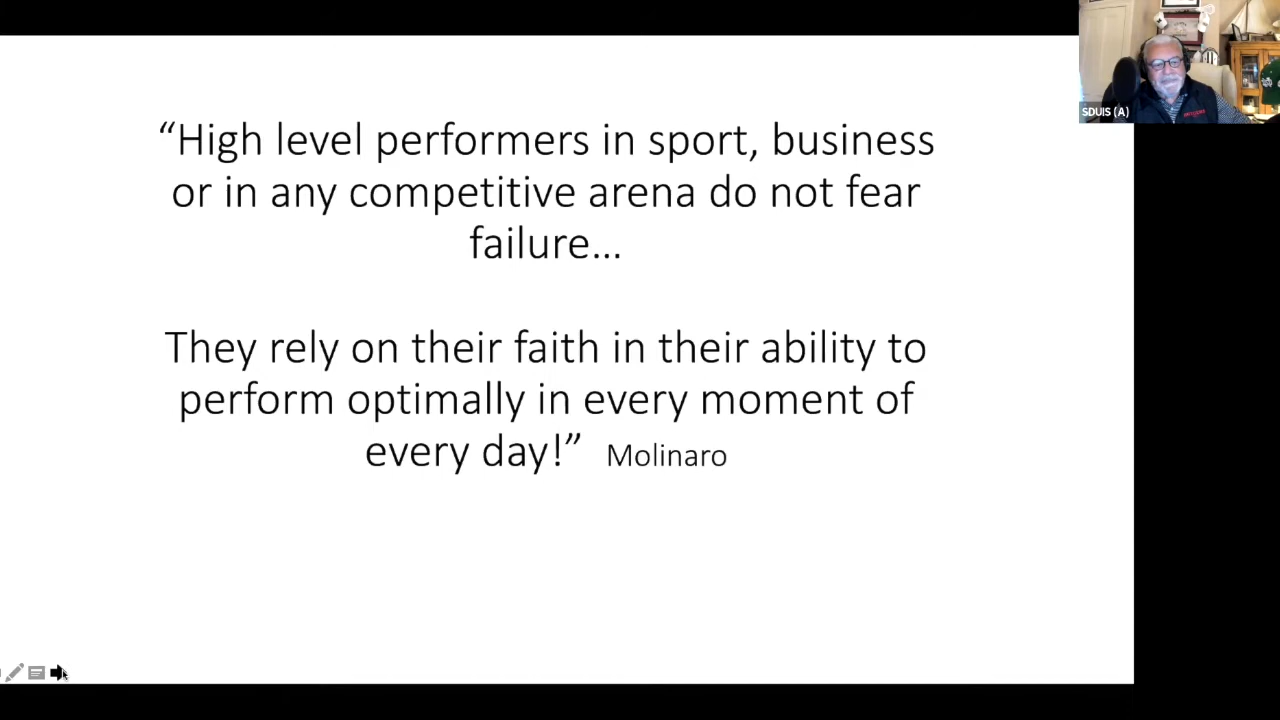 “High level performers in sport, business
or in any competitive arena do not fear
failure…
They rely on their faith in their ability to
perform optimally in every moment of
every day!” Molinaro
SDUIS (A)